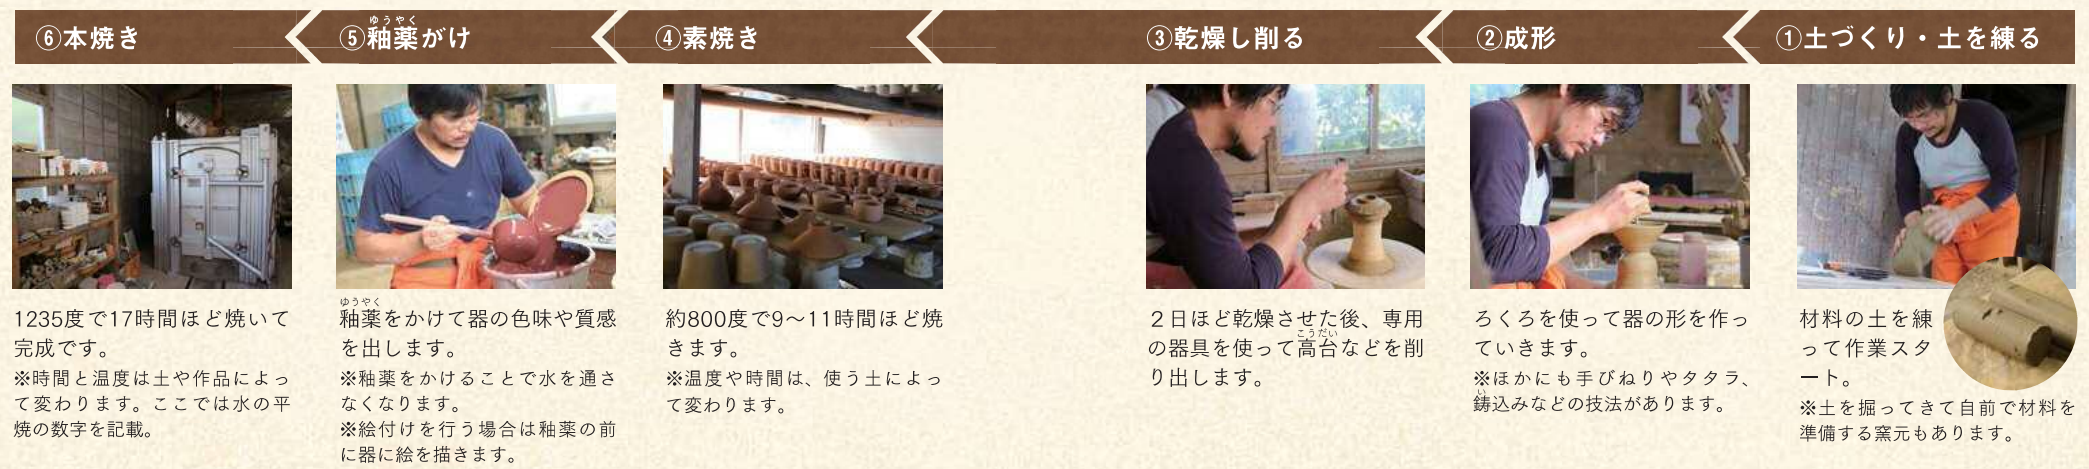 ①土づくり・土を練る
材料の土を練
って作業スタ
ート。
※土を掘ってきて自前で材料を
準備する窯元もあります。
②成形
ろくろを使って器の形を作っ
ていきます。
※ほかにも手びねりやタタラ、
い
鋳込みなどの技法があります。
③乾燥し削る
２日ほど乾燥させた後、専用
こうだい
の器具を使って高台などを削
り出します。
④素焼き
約800度で9〜11時間ほど焼
きます。
※温度や時間は、使う土によっ
て変わります。
ゆうやく
⑤釉薬がけ
ゆうやく
釉薬をかけて器の色味や質感
を出します。
※釉薬をかけることで水を通さ
なくなります。
※絵付けを行う場合は釉薬の前
に器に絵を描きます。
⑥本焼き
1235度で17時間ほど焼いて
完成です。
※時間と温度は土や作品によっ
て変わります。ここでは水の平
焼の数字を記載。